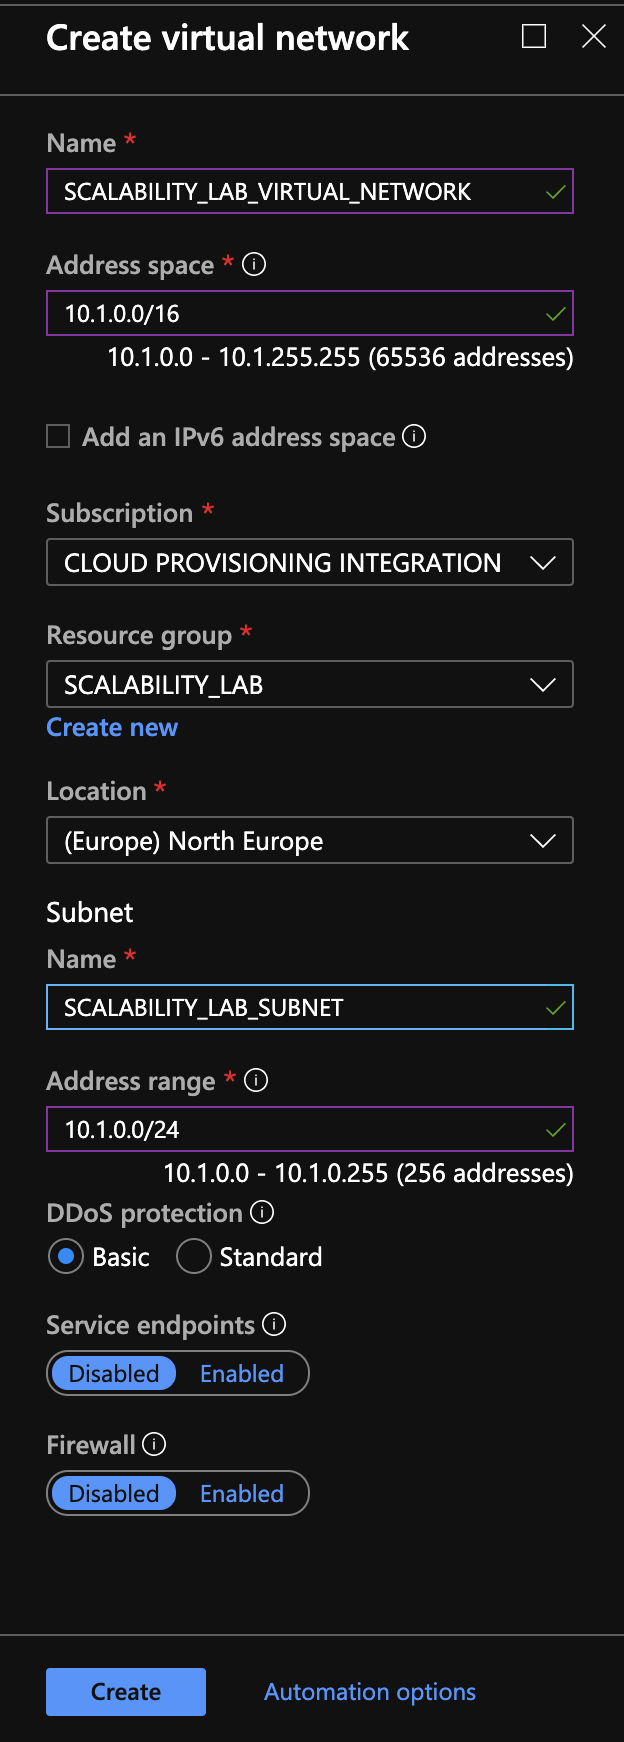 Create virtual network
Name *
SCALABILITY_LAB_VIRTUAL_NETWORK
Address space *
10.1.0.0/16
10.1.0.0 - 10.1.255.255 (65536 addresses)
Add an IPv6 address space
Subscription *
CLOUD PROVISIONING INTEGRATION
Resource group *
SCALABILITY_LAB
Create new
Location *
(Europe) North Europe
Subnet
Name *
SCALABILITY_LAB_SUBNET
Address range *
10.1.0.0/24
10.1.0.0 - 10.1.0.255 (256 addresses)
DDoS protection
Basic Standard
Service endpoints
Disabled Enabled
Firewall
Disabled Enabled
Create Automation options